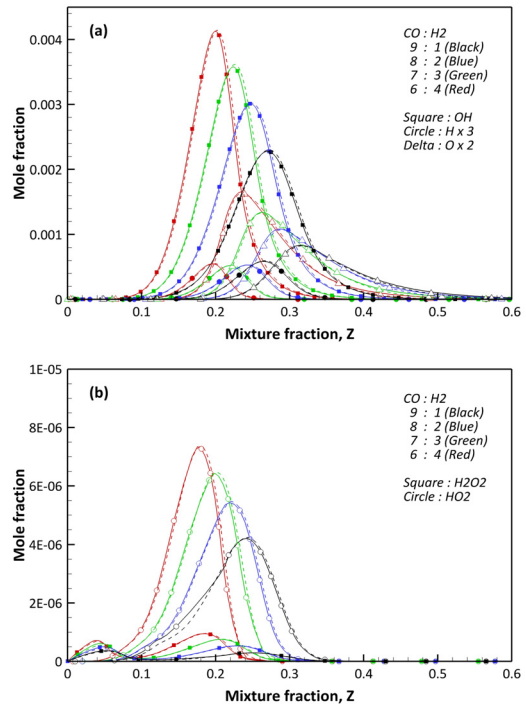 (a)
CO : H2
9 : 1 (Black)
8 : 2 (Blue)
7 : 3 (Green)
6 : 4 (Red)
Square : OH
Circle : H x 3
Delta : O x 2
Mole fraction
0.004
0.003
0.002
0.001
0
0 0.1 0.2 0.3 0.4 0.5 0.6
Mixture fraction, Z
(b)
CO : H2
9 : 1 (Black)
8 : 2 (Blue)
7 : 3 (Green)
6 : 4 (Red)
Square : H2O2
Circle : HO2
Mole fraction
1E-05
8E-06
6E-06
4E-06
2E-06
0
0 0.1 0.2 0.3 0.4 0.5 0.6
Mixture fraction, Z